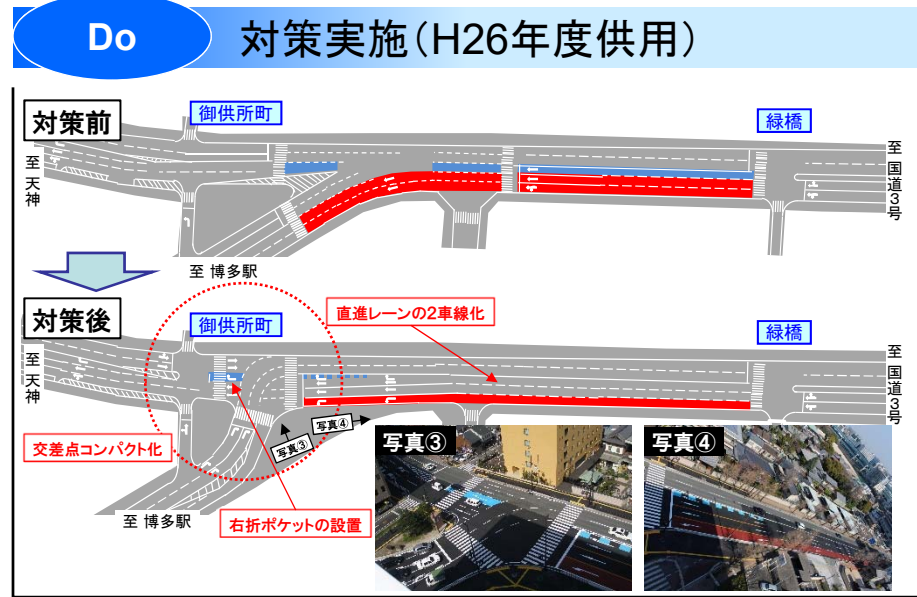 Do
対策実施(H26年度供用)
対策前
御供所町
緑橋
至 天神
至 国道3号
至 博多駅
対策後
御供所町
直進レーンの2車線化
緑橋
至 天神
至 国道3号
写真③
写真④
交差点コンパクト化
至 博多駅
右折ポケットの設置
写真③
写真④